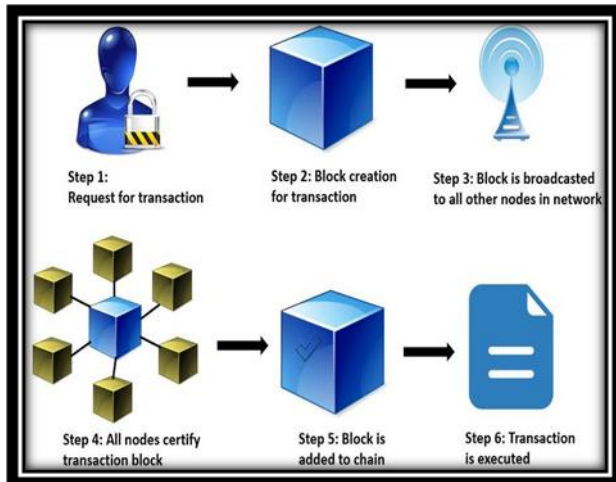 Step 1:
Request for transaction
Step 2: Block creation
for transaction
Step 3: Block is broadcasted
to all other nodes in network
Step 4: All nodes certify
transaction block
Step 5: Block is
added to chain
Step 6: Transaction
is executed